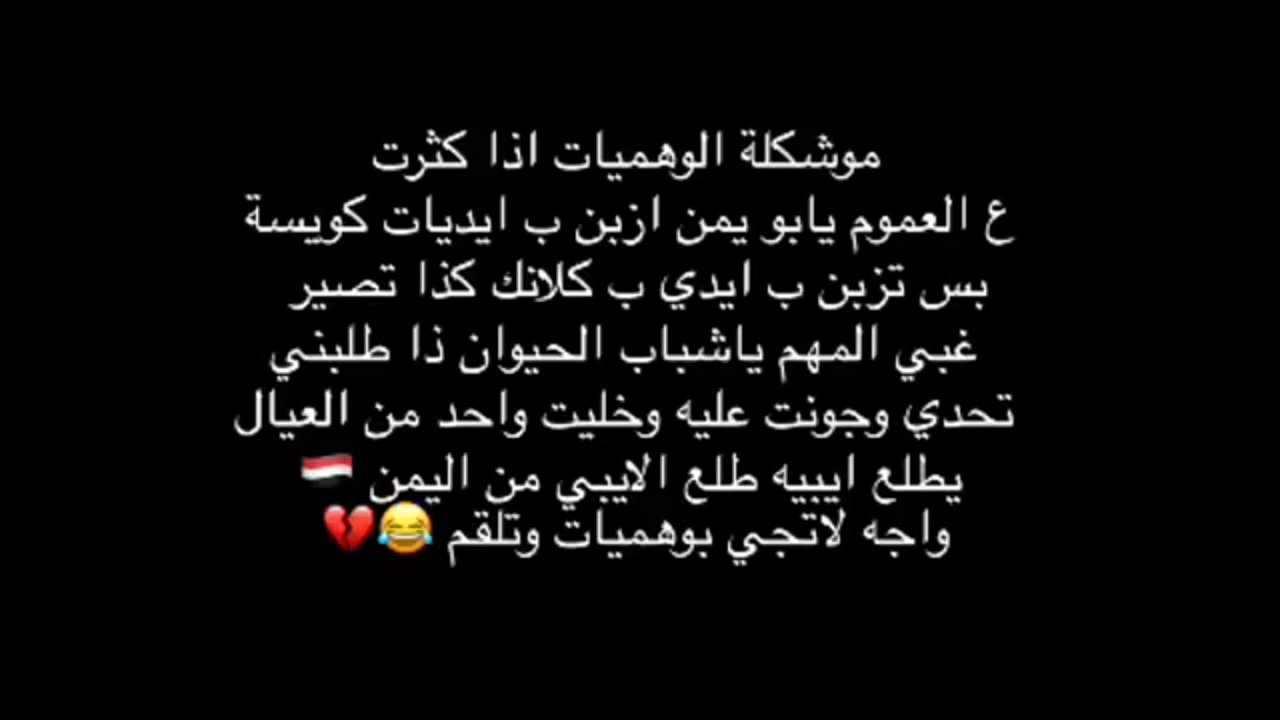 موشكلة الوهميات اذا كثرت
ع العموم يابو يمن ازبن ب ايديات كويسة
بس تزبن ب ايدي ب كلانك كذا تصير
غبي المهم ياشباب الحيوان ذا طلبني
تحدي وجونت عليه وخليت واحد من العيال
يطلع ايبيه طلع الايبي من اليمن 🇾🇪
واجه لاتجي بوهميات وتلقم 😂💔